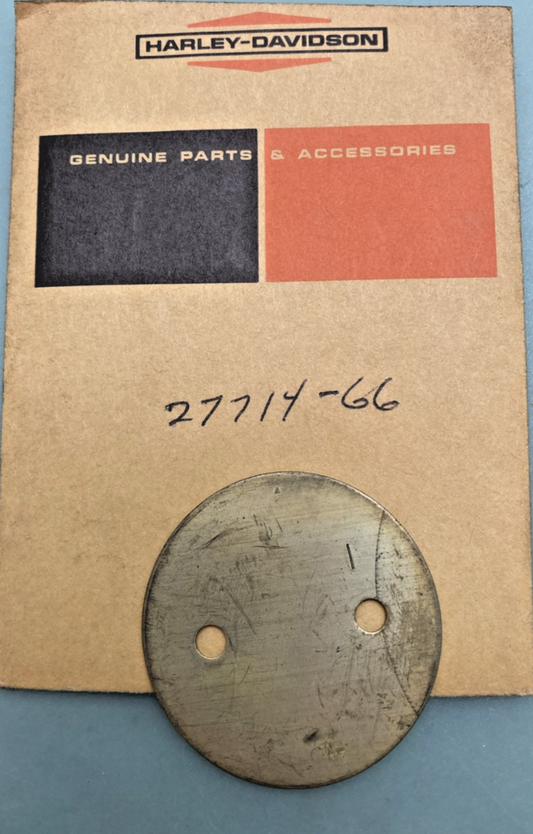 HARLEY-DAVIDSON
GENUINE PARTS & ACCESSORIES
27714-66